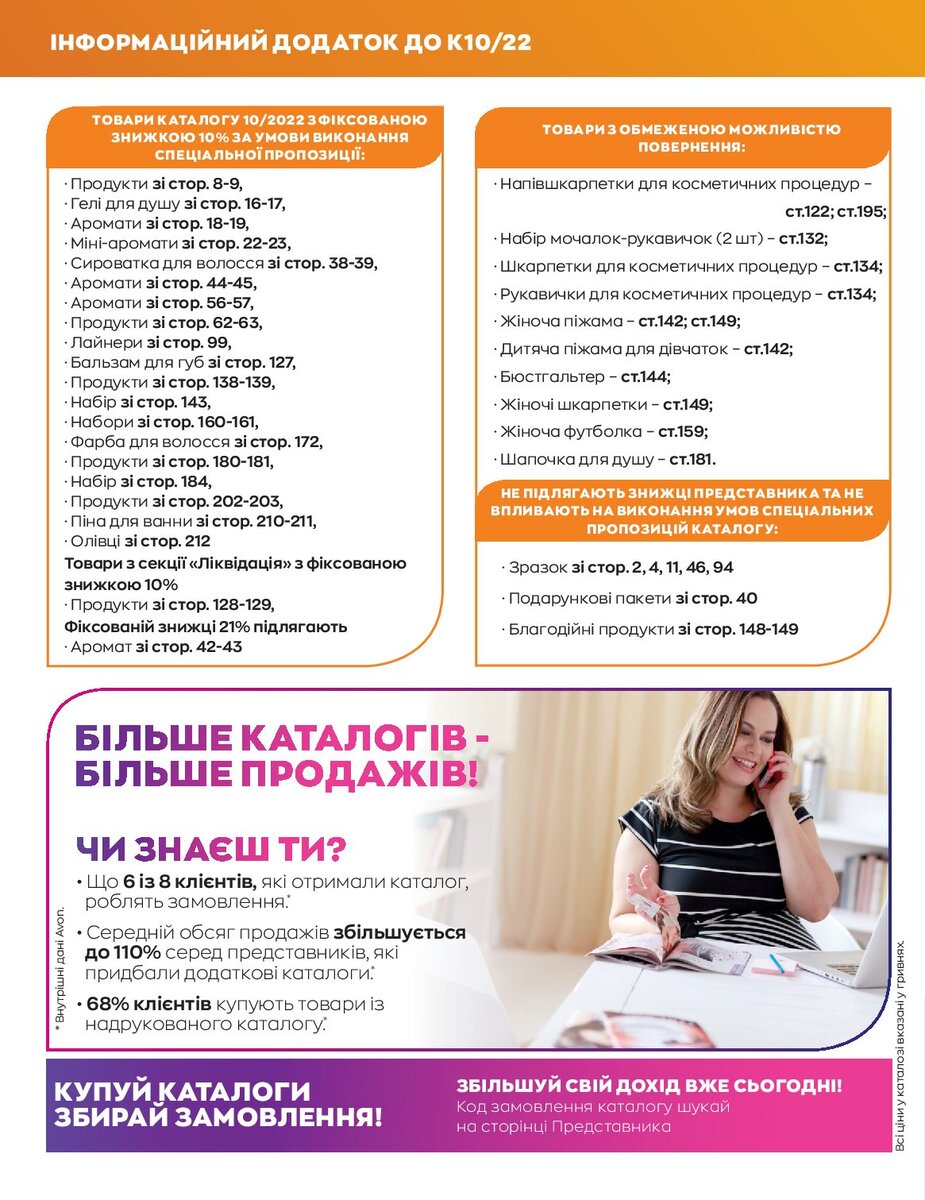 ІНФОРМАЦІЙНИЙ ДОДАТОК ДО К10/22
ТОВАРИ КАТАЛОГУ 10/2022 З ФІКСОВАНОЮ
ЗНИЖКОЮ 10% ЗА УМОВИ ВИКОНАННЯ
СПЕЦІАЛЬНОЇ ПРОПОЗИЦІЇ:
· Продукти зі стор. 8-9,
· Гелі для душу зі стор. 16-17,
· Аромати зі стор. 18-19,
· Міні-аромати зі стор. 22-23,
· Сироватка для волосся зі стор. 38-39,
· Аромати зі стор. 44-45,
· Аромати зі стор. 56-57,
· Продукти зі стор. 62-63,
· Лайнери зі стор. 99,
· Бальзам для губ зі стор. 127,
· Продукти зі стор. 138-139,
· Набір зі стор. 143,
· Набори зі стор. 160-161,
· Фарба для волосся зі стор. 172,
· Продукти зі стор. 180-181,
· Набір зі стор. 184,
· Продукти зі стор. 202-203,
· Піна для ванни зі стор. 210-211,
· Олівці зі стор. 212
Товари з секції «Ліквідація» з фіксованою
знижкою 10%
· Продукти зі стор. 128-129,
Фіксованій знижці 21% підлягають
· Аромат зі стор. 42-43
ТОВАРИ З ОБМЕЖЕНОЮ МОЖЛИВІСТЮ
ПОВЕРНЕННЯ:
· Напівшкарпетки для косметичних процедур –
ст.122; ст.195;
· Набір мочалок-рукавичок (2 шт) – ст.132;
· Шкарпетки для косметичних процедур – ст.134;
· Рукавички для косметичних процедур – ст.134;
· Жіноча піжама – ст.142; ст.149;
· Дитяча піжама для дівчаток – ст.142;
· Бюстгальтер – ст.144;
· Жіночі шкарпетки – ст.149;
· Жіноча футболка – ст.159;
· Шапочка для душу – ст.181.
НЕ ПІДЛЯГАЮТЬ ЗНИЖЦІ ПРЕДСТАВНИКА ТА НЕ
ВПЛИВАЮТЬ НА ВИКОНАННЯ УМОВ СПЕЦІАЛЬНИХ
ПРОПОЗИЦІЙ КАТАЛОГУ:
· Зразок зі стор. 2, 4, 11, 46, 94
· Подарункові пакети зі стор. 40
· Благодійні продукти зі стор. 148-149
БІЛЬШЕ КАТАЛОГІВ -
БІЛЬШЕ ПРОДАЖІВ!
ЧИ ЗНАЄШ ТИ?
• Що 6 із 8 клієнтів, які отримали каталог,
роблять замовлення.*
• Середній обсяг продажів збільшується
до 110% серед представників, які
придбали додаткові каталоги.*
• 68% клієнтів купують товари із
надрукованого каталогу.*
* Внутрішні дані Avon.
КУПУЙ КАТАЛОГИ
ЗБИРАЙ ЗАМОВЛЕННЯ!
ЗБІЛЬШУЙ СВІЙ ДОХІД ВЖЕ СЬОГОДНІ!
Код замовлення каталогу шукай
на сторінці Представника
Всі ціни у каталозі вказані у гривнях.